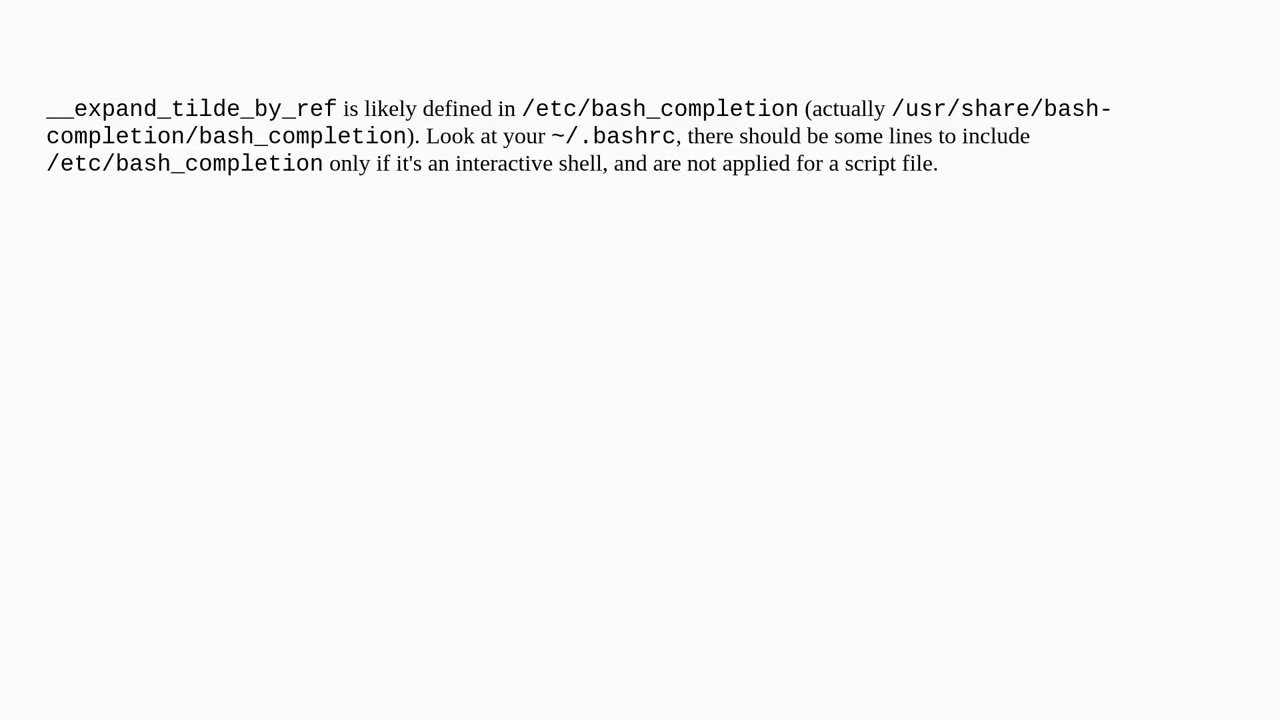 __expand_tilde_by_ref is likely defined in /etc/bash_completion (actually /usr/share/bash-
completion/bash_completion). Look at your ~/.bashrc, there should be some lines to include
/etc/bash_completion only if it's an interactive shell, and are not applied for a script file.